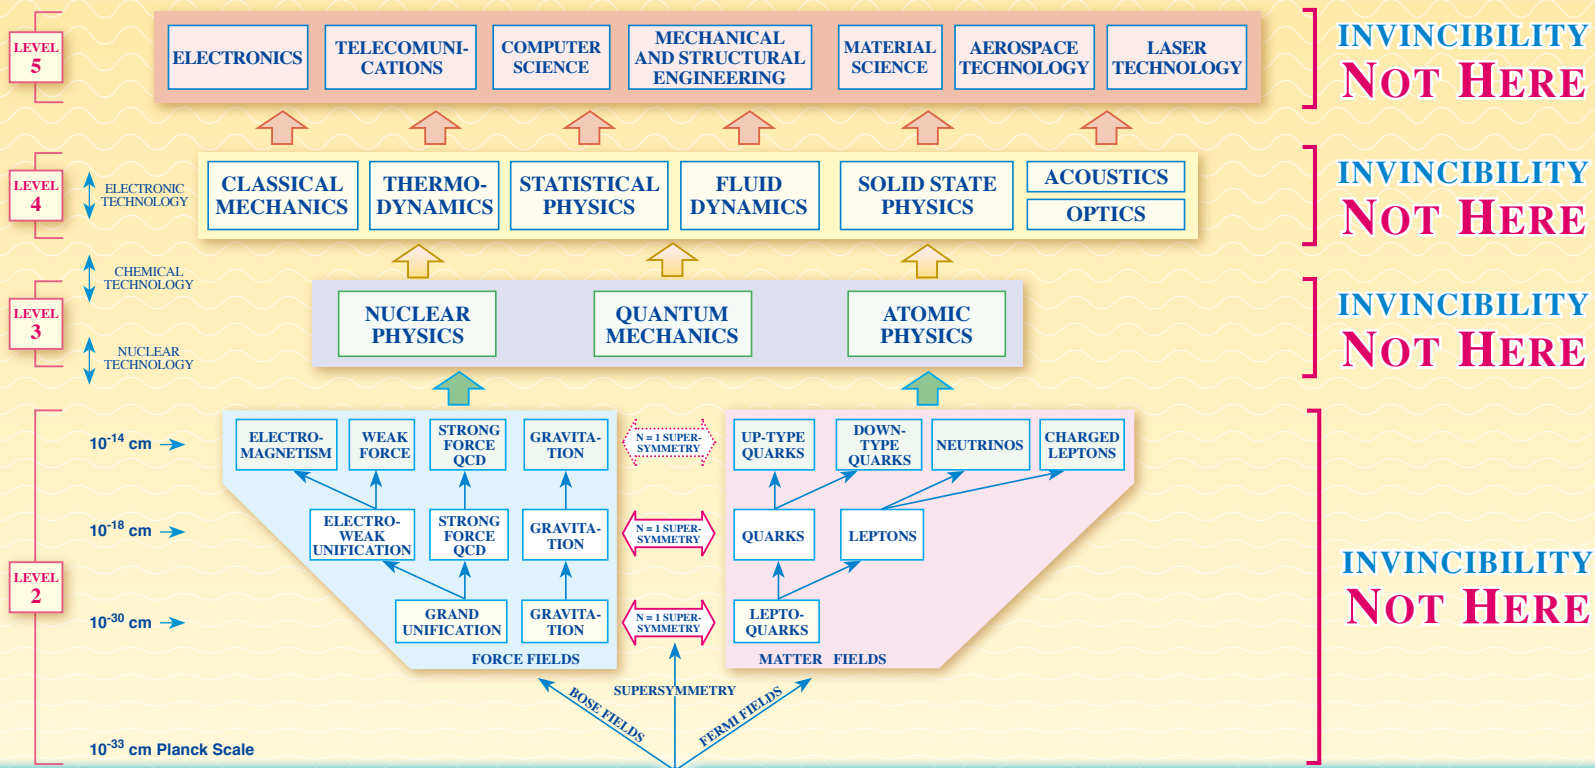 LEVEL
5
ELECTRONICS
TELECOMUNI-
CATIONS
COMPUTER
SCIENCE
MECHANICAL
AND STRUCTURAL
ENGINEERING
MATERIAL
SCIENCE
AEROSPACE
TECHNOLOGY
LASER
TECHNOLOGY
INVINCIBILITY
NOT HERE
LEVEL
4
ELECTRONIC
TECHNOLOGY
CLASSICAL
MECHANICS
THERMO-
DYNAMICS
STATISTICAL
PHYSICS
FLUID
DYNAMICS
SOLID STATE
PHYSICS
ACOUSTICS
OPTICS
INVINCIBILITY
NOT HERE
CHEMICAL
TECHNOLOGY
LEVEL
3
NUCLEAR
TECHNOLOGY
NUCLEAR
PHYSICS
QUANTUM
MECHANICS
ATOMIC
PHYSICS
INVINCIBILITY
NOT HERE
LEVEL
2
10⁻¹⁴ cm
ELECTRO-
MAGNETISM
WEAK
FORCE
STRONG
FORCE
QCD
GRAVITA-
TION
N = 1 SUPER-
SYMMETRY
UP-TYPE
QUARKS
DOWN-
TYPE
QUARKS
NEUTRINOS
CHARGED
LEPTONS
10⁻¹⁸ cm
ELECTRO-
WEAK
UNIFICATION
STRONG
FORCE
QCD
GRAVITA-
TION
N = 1 SUPER-
SYMMETRY
QUARKS
LEPTONS
10⁻³⁰ cm
GRAND
UNIFICATION
GRAVITA-
TION
N = 1 SUPER-
SYMMETRY
LEPTO-
QUARKS
FORCE FIELDS
MATTER FIELDS
BOSE FIELDS
SUPERSYMMETRY
FERMI FIELDS
10⁻³³ cm Planck Scale
INVINCIBILITY
NOT HERE